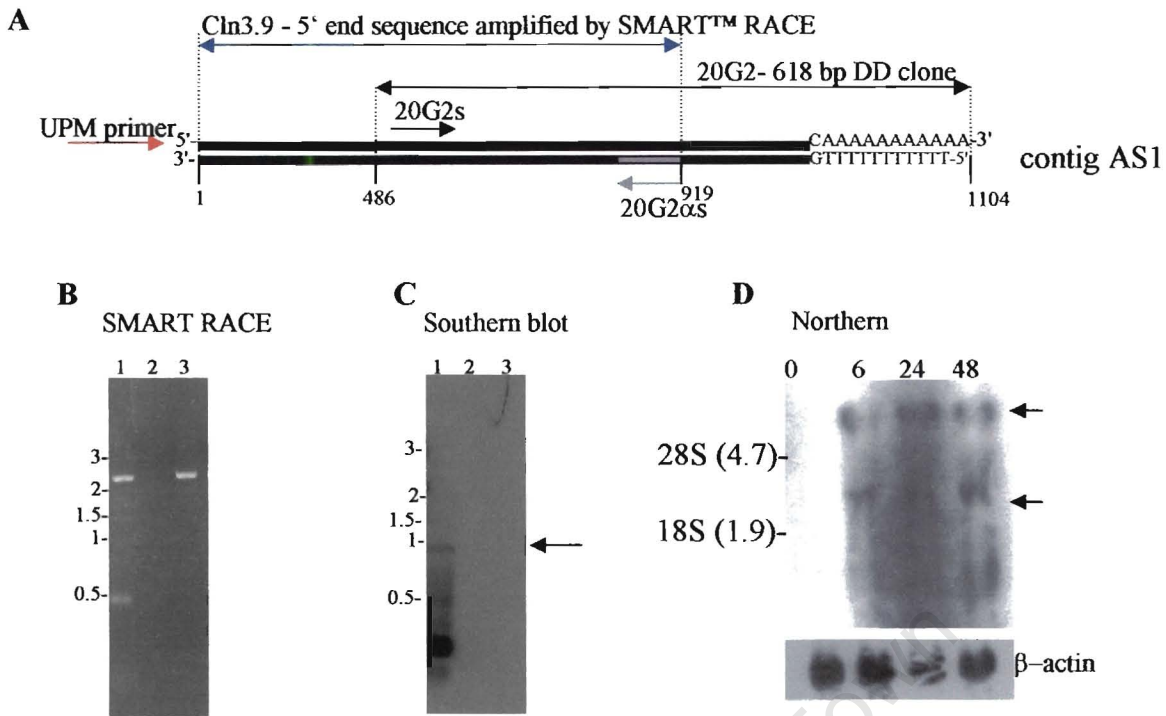 A
Cln3.9 - 5' end sequence amplified by SMART™ RACE
20G2- 618 bp DD clone
20G2s
UPM primer 5'-
CAAAAAAAAAAA-3'
3'-
GTTTTTTTTTTT-5'
contig AS1
1
486
919
1104
20G2αs
B
SMART RACE
1 2 3
3-
2-
1.5-
1-
0.5-
C
Southern blot
1 2 3
3-
2-
1.5-
1-
0.5-
D
Northern
0 6 24 48
28S (4.7)-
18S (1.9)-
β-actin
Town